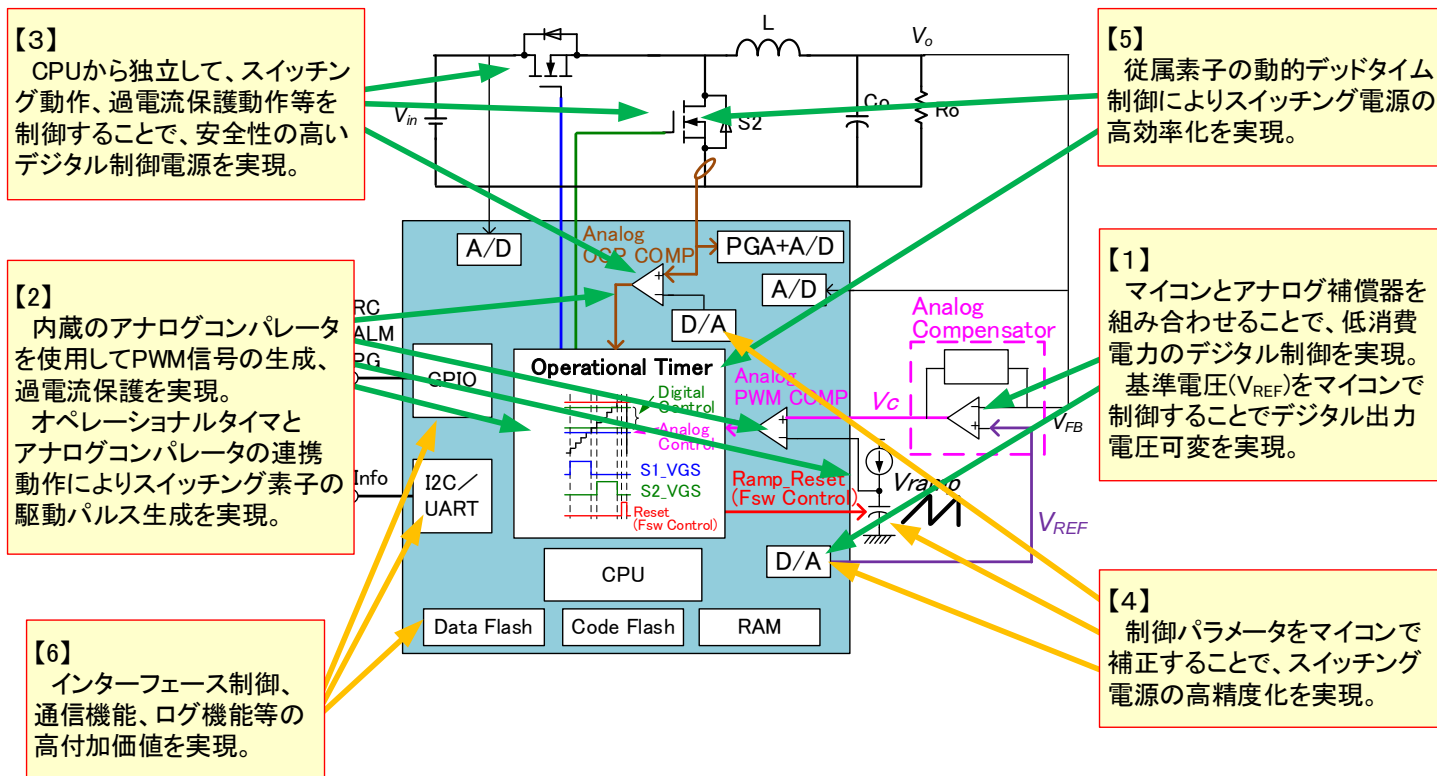 【3】
CPUから独立して、スイッチン
グ動作、過電流保護動作等を
制御することで、安全性の高い
デジタル制御電源を実現。
【2】
内蔵のアナログコンパレータ
を使用してPWM信号の生成、
過電流保護を実現。
オペレーショナルタイマと
アナログコンパレータの連携
動作によりスイッチング素子の
駆動パルス生成を実現。
【6】
インターフェース制御、
通信機能、ログ機能等の
高付加価値を実現。
L
Vo
Vin
S2
Co
Ro
A/D
Analog
OCP COMP
PGA+A/D
A/D
D/A
RC
ALM
PG
GPIO
Info
I2C／
UART
Operational Timer
Digital
Control
Analog
Control
S1_VGS
S2_VGS
Reset
(Fsw Control)
Analog
PWM COMP
Vc
Analog
Compensator
VFB
Ramp_Reset
(Fsw Control)
Vramp
VREF
D/A
CPU
Data Flash
Code Flash
RAM
【5】
従属素子の動的デッドタイム
制御によりスイッチング電源の
高効率化を実現。
【1】
マイコンとアナログ補償器を
組み合わせることで、低消費
電力のデジタル制御を実現。
基準電圧(VREF)をマイコンで
制御することでデジタル出力
電圧可変を実現。
【4】
制御パラメータをマイコンで
補正することで、スイッチング
電源の高精度化を実現。